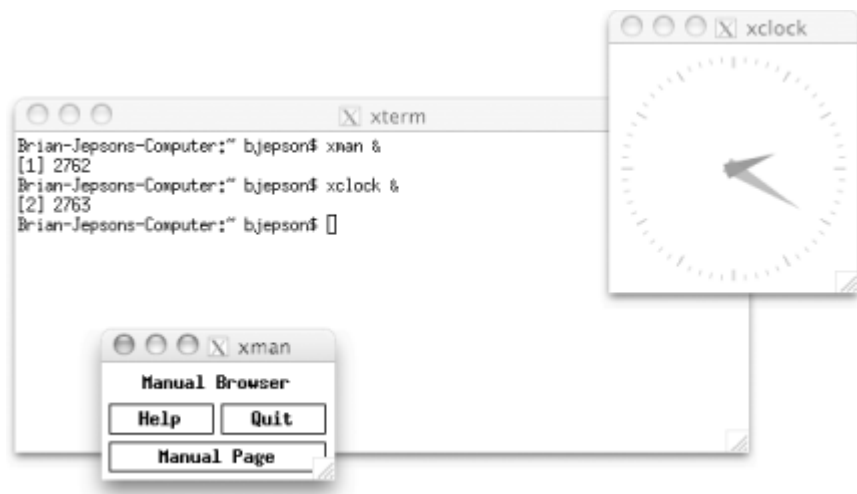 xclock
xterm
Brian-Jepsons-Computer:~ bjepson$ xman &
[1] 2762
Brian-Jepsons-Computer:~ bjepson$ xclock &
[2] 2763
Brian-Jepsons-Computer:~ bjepson$
xman
Manual Browser
Help Quit
Manual Page